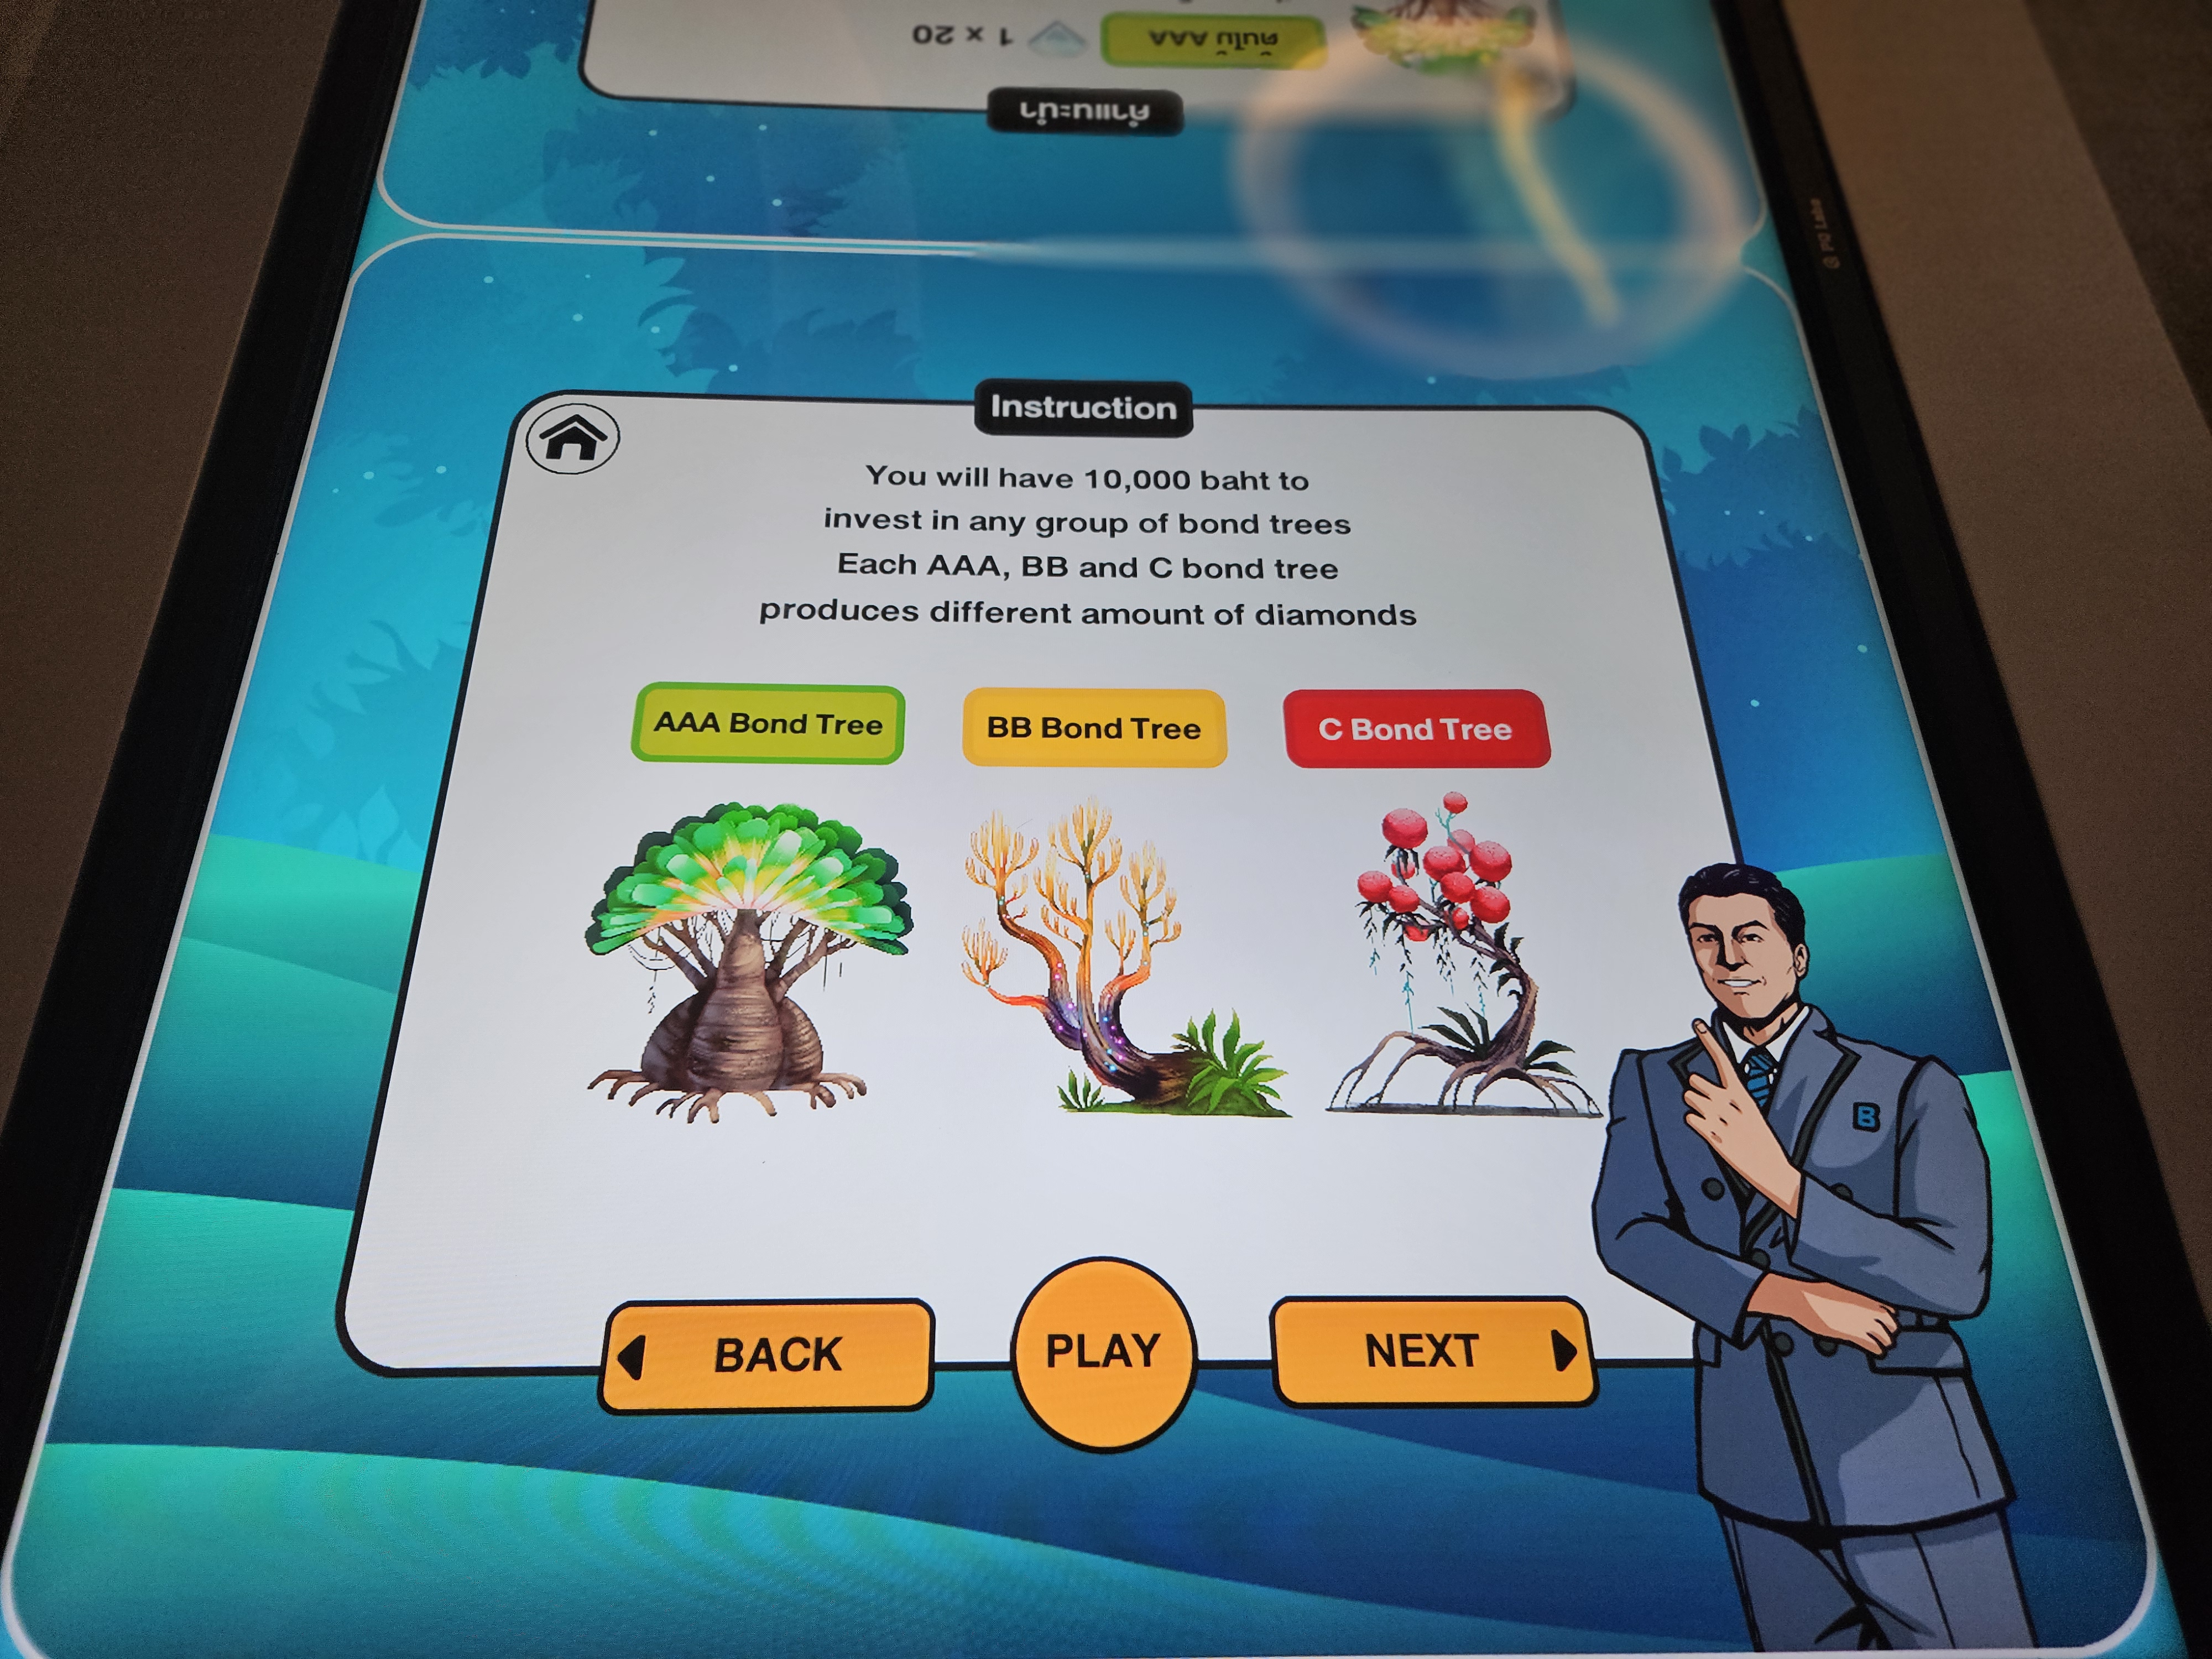 ต้นไม้ AAA
1 x 20
คำแนะนำ
PQ Labs
Instruction
You will have 10,000 baht to
invest in any group of bond trees
Each AAA, BB and C bond tree
produces different amount of diamonds
AAA Bond Tree
BB Bond Tree
C Bond Tree
B
BACK
PLAY
NEXT